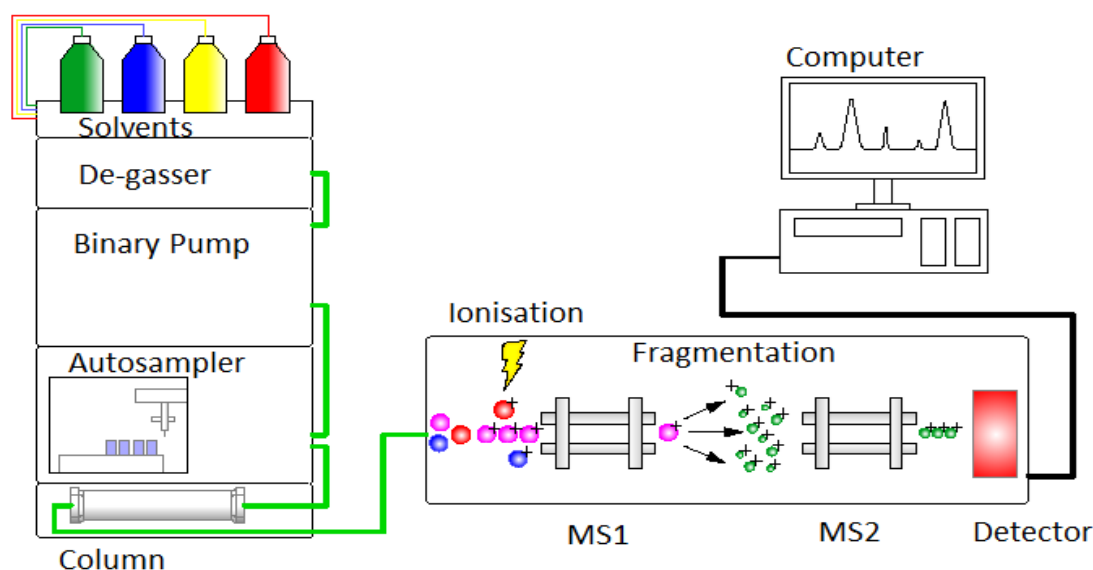 Solvents
De-gasser
Binary Pump
Autosampler
Column
Computer
Ionisation
Fragmentation
MS1
MS2
Detector